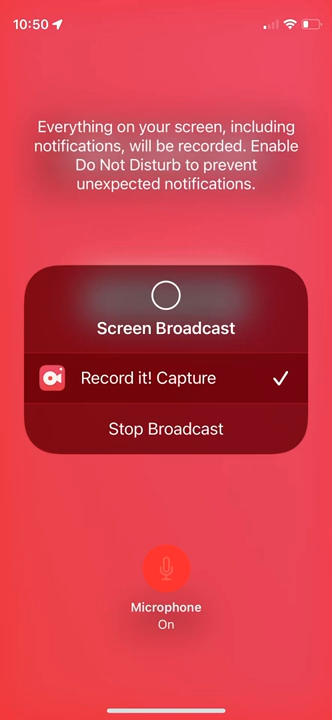 10:50
Everything on your screen, including
notifications, will be recorded. Enable
Do Not Disturb to prevent
unexpected notifications.
Screen Broadcast
Record it! Capture
Stop Broadcast
Microphone
On